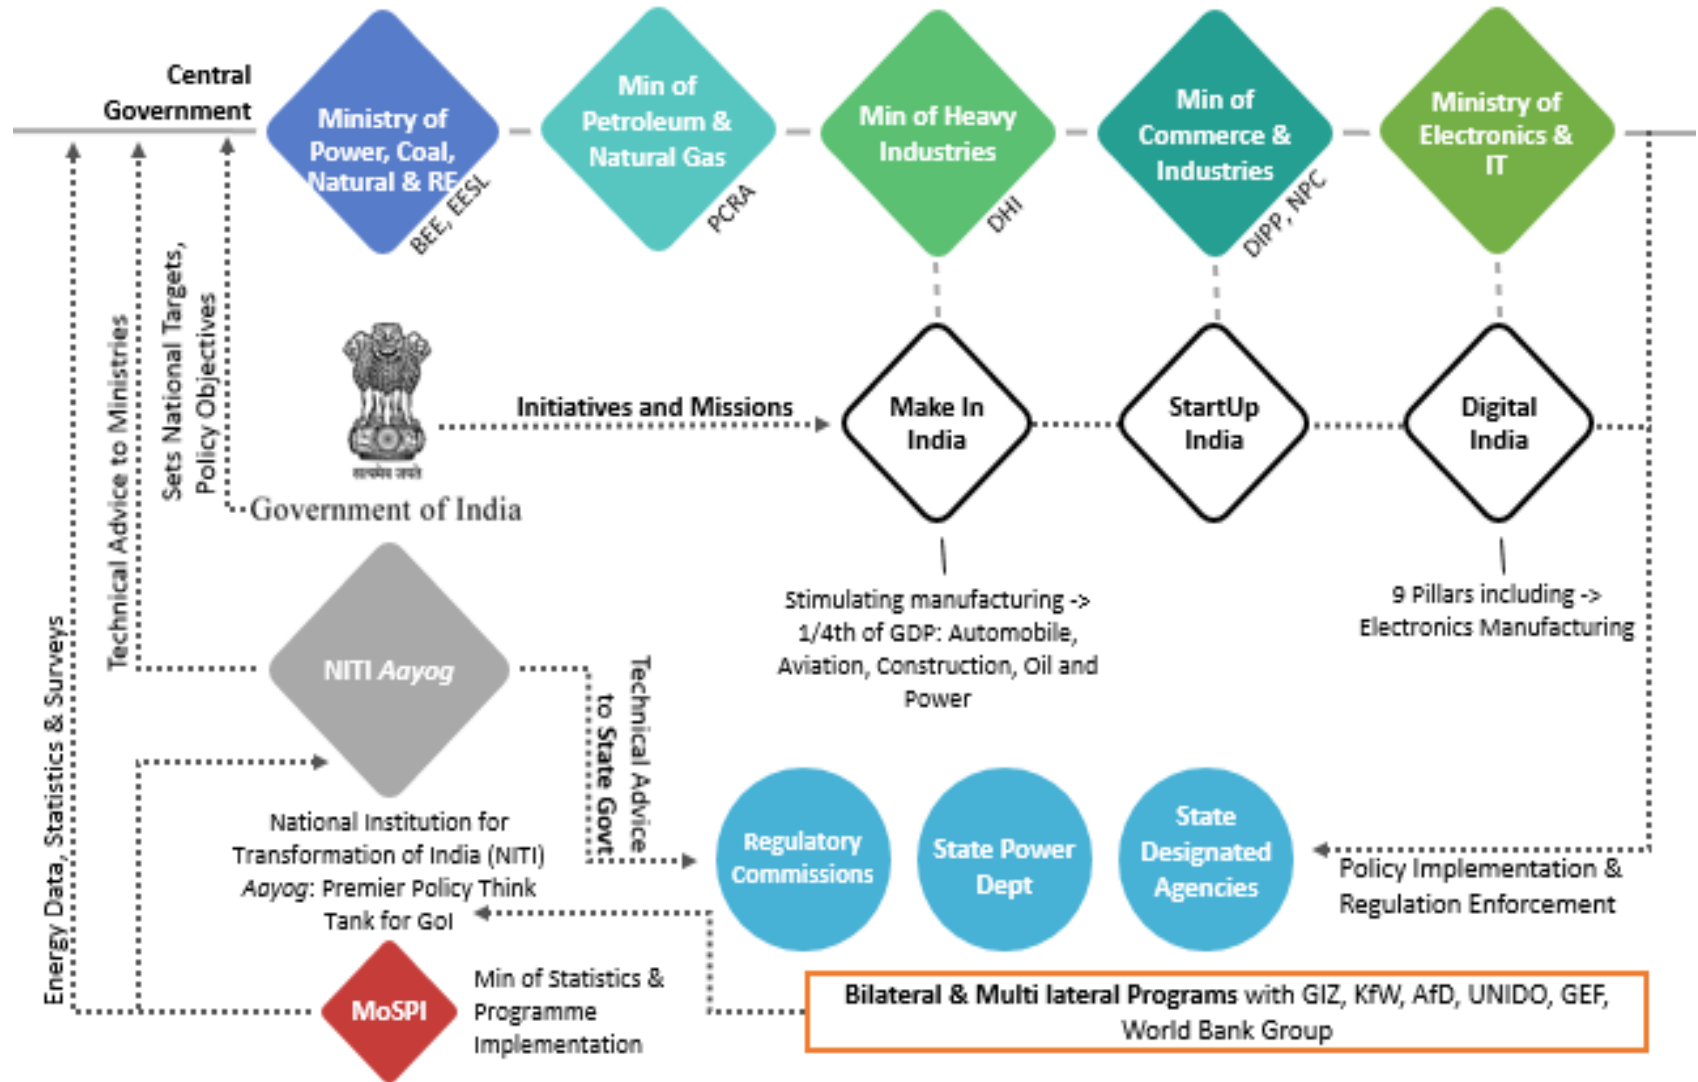 Central
Government
Ministry of
Power, Coal,
Natural & RE
BEE, EESL
Min of
Petroleum &
Natural Gas
PCRA
Min of Heavy
Industries
DHI
Min of
Commerce &
Industries
DIPP, NPC
Ministry of
Electronics &
IT
Sets National Targets,
Policy Objectives
Technical Advice to Ministries
Energy Data, Statistics & Surveys
सत्यमेव जयते
Government of India
Initiatives and Missions
Make In
India
StartUp
India
Digital
India
Stimulating manufacturing ->
1/4th of GDP: Automobile,
Aviation, Construction, Oil and
Power
9 Pillars including ->
Electronics Manufacturing
NITI Aayog
Technical Advice
to State Govt.
National Institution for
Transformation of India (NITI)
Aayog: Premier Policy Think
Tank for GoI
Regulatory
Commissions
State Power
Dept
State
Designated
Agencies
Policy Implementation &
Regulation Enforcement
MoSPI
Min of Statistics &
Programme
Implementation
Bilateral & Multi lateral Programs with GIZ, KfW, AfD, UNIDO, GEF,
World Bank Group